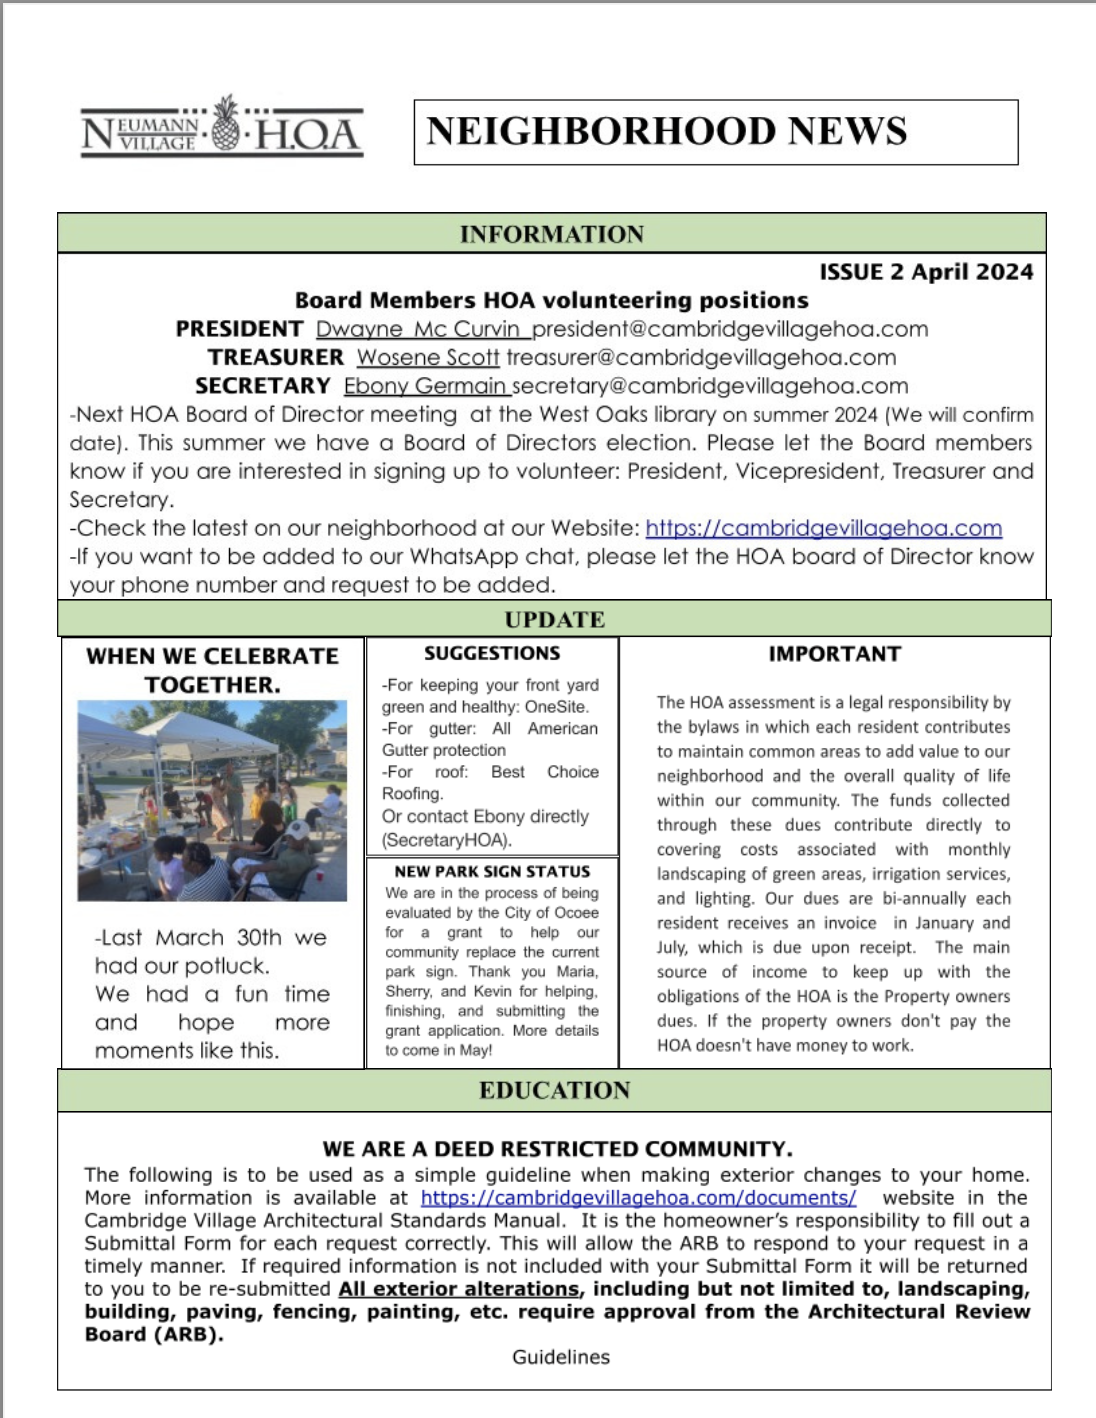 NEUMANN VILLAGE H.O.A
NEIGHBORHOOD NEWS
INFORMATION
ISSUE 2 April 2024
Board Members HOA volunteering positions
PRESIDENT Dwayne Mc Curvin president@cambridgevillagehoa.com
TREASURER Wosene Scott treasurer@cambridgevillagehoa.com
SECRETARY Ebony Germain secretary@cambridgevillagehoa.com
-Next HOA Board of Director meeting at the West Oaks library on summer 2024 (We will confirm
date). This summer we have a Board of Directors election. Please let the Board members
know if you are interested in signing up to volunteer: President, Vicepresident, Treasurer and
Secretary.
-Check the latest on our neighborhood at our Website: https://cambridgevillagehoa.com
-If you want to be added to our WhatsApp chat, please let the HOA board of Director know
your phone number and request to be added.
UPDATE
WHEN WE CELEBRATE
TOGETHER.
-Last March 30th we
had our potluck.
We had a fun time
and hope more
moments like this.
SUGGESTIONS
-For keeping your front yard
green and healthy: OneSite.
-For gutter: All American
Gutter protection
-For roof: Best Choice
Roofing.
Or contact Ebony directly
(SecretaryHOA).
NEW PARK SIGN STATUS
We are in the process of being
evaluated by the City of Ocoee
for a grant to help our
community replace the current
park sign. Thank you Maria,
Sherry, and Kevin for helping,
finishing, and submitting the
grant application. More details
to come in May!
IMPORTANT
The HOA assessment is a legal responsibility by
the bylaws in which each resident contributes
to maintain common areas to add value to our
neighborhood and the overall quality of life
within our community. The funds collected
through these dues contribute directly to
covering costs associated with monthly
landscaping of green areas, irrigation services,
and lighting. Our dues are bi-annually each
resident receives an invoice in January and
July, which is due upon receipt. The main
source of income to keep up with the
obligations of the HOA is the Property owners
dues. If the property owners don't pay the
HOA doesn't have money to work.
EDUCATION
WE ARE A DEED RESTRICTED COMMUNITY.
The following is to be used as a simple guideline when making exterior changes to your home.
More information is available at https://cambridgevillagehoa.com/documents/ website in the
Cambridge Village Architectural Standards Manual. It is the homeowner's responsibility to fill out a
Submittal Form for each request correctly. This will allow the ARB to respond to your request in a
timely manner. If required information is not included with your Submittal Form it will be returned
to you to be re-submitted All exterior alterations, including but not limited to, landscaping,
building, paving, fencing, painting, etc. require approval from the Architectural Review
Board (ARB).
Guidelines